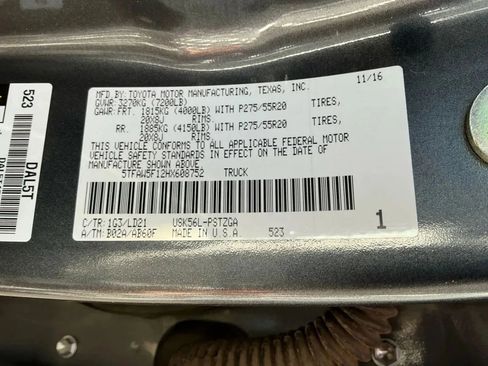 MFD. BY: TOYOTA MOTOR MANUFACTURING, TEXAS, INC. 11/16
GVWR: 3270KG (7200LB)
GAWR: FRT. 1815KG (4000LB) WITH P275/55R20 TIRES,
20X8J RIMS
RR. 1885KG (4150LB) WITH P275/55R20 TIRES,
20X8J RIMS
THIS VEHICLE CONFORMS TO ALL APPLICABLE FEDERAL MOTOR
VEHICLE SAFETY STANDARDS IN EFFECT ON THE DATE OF
MANUFACTURE SHOWN ABOVE.
5TFAW5F12HX608752 TRUCK
C/TR: 1G3/LD21 USK56L-PSTZGA
A/TM: B02A/AB60F MADE IN U.S.A. 523
1
523
DAL5T